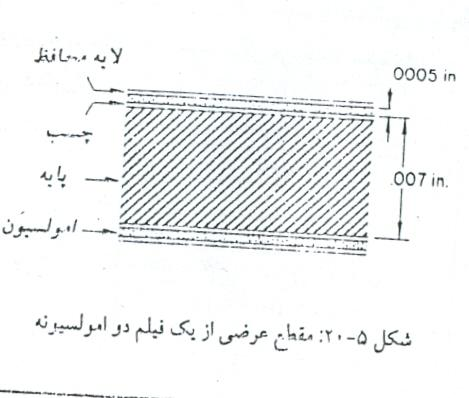 لایه محافظ
0005 in
چسب
پایه
.007 in.
امولسیون
شکل ۵-۲۰: مقطع عرضی از یک فیلم دو امولسیونه